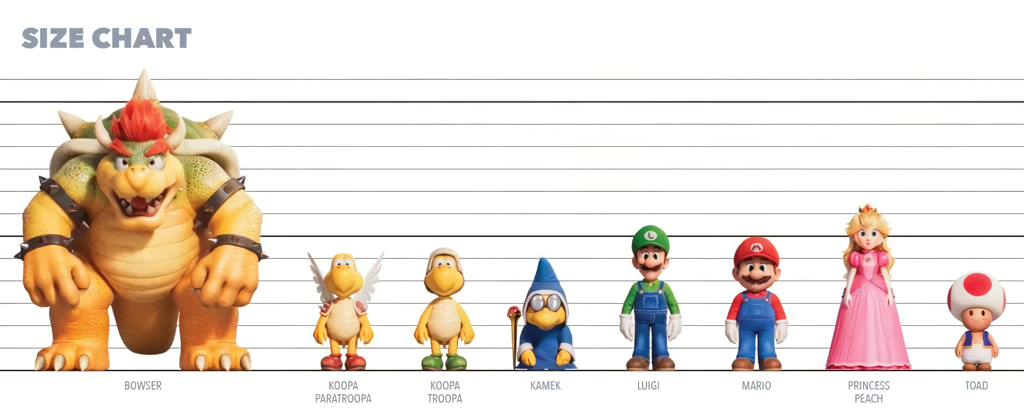 SIZE CHART
L
M
BOWSER
KOOPA
PARATROOPA
KOOPA
TROOPA
KAMEK
LUIGI
MARIO
PRINCESS
PEACH
TOAD